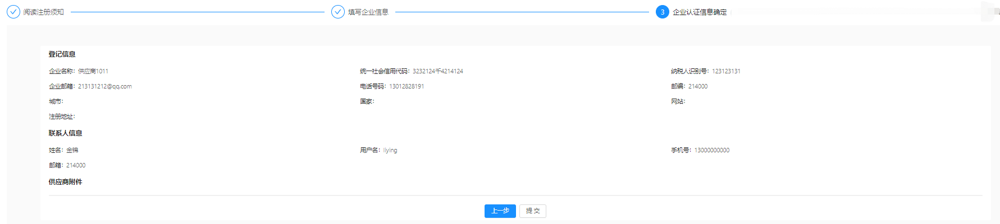 阅读注册须知 填写企业信息 3 企业认证信息确定
登记信息
企业名称：供应商1011 统一社会信用代码：3232124千4214124 纳税人识别号：123123131
企业邮箱：213131212@qq.com 电话号码：13012828191 邮编：214000
城市： 国家： 网站：
注册地址：
联系人信息
姓名：金锦 用户名：liying 手机号：13000000000
邮箱：214000
供应商附件
上一步 提 交